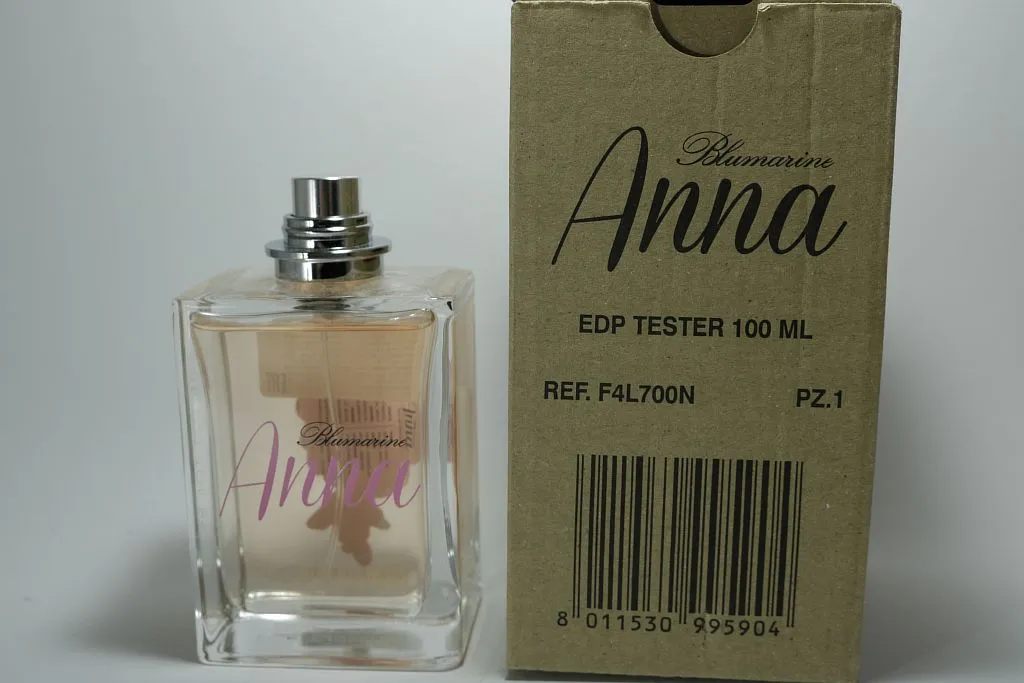 Blumarine
Anna
Blumarine
Anna
EDP TESTER 100 ML
REF. F4L700N PZ.1
8 011530 995904